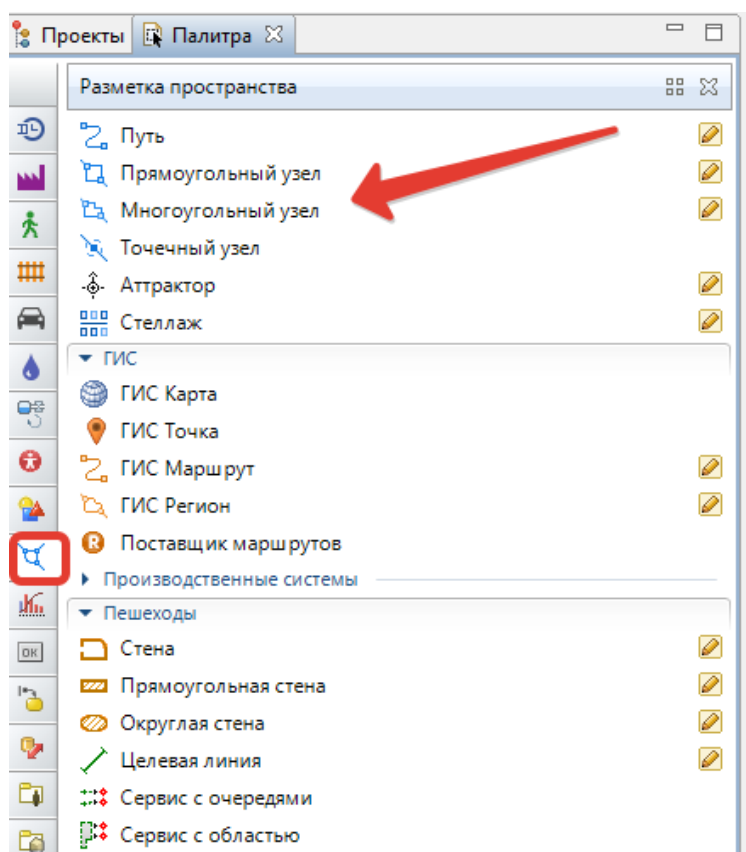 Проекты
Палитра
Разметка пространства
Путь
Прямоугольный узел
Многоугольный узел
Точечный узел
Аттрактор
Стеллаж
ГИС
ГИС Карта
ГИС Точка
ГИС Маршрут
ГИС Регион
Поставщик маршрутов
Производственные системы
Пешеходы
Стена
OK
Прямоугольная стена
Округлая стена
Целевая линия
Сервис с очередями
Сервис с областью